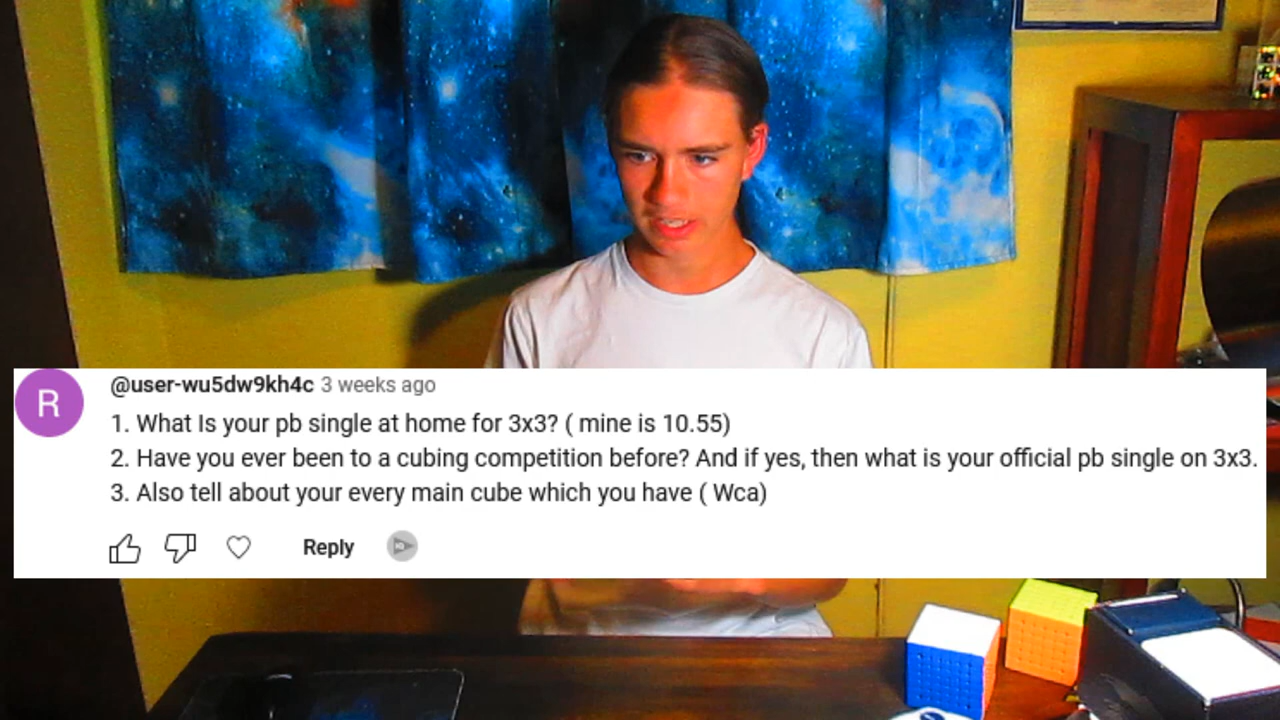 @user-wu5dw9kh4c 3 weeks ago
R
1. What Is your pb single at home for 3x3? ( mine is 10.55)
2. Have you ever been to a cubing competition before? And if yes, then what is your official pb single on 3x3.
3. Also tell about your every main cube which you have ( Wca)
Reply